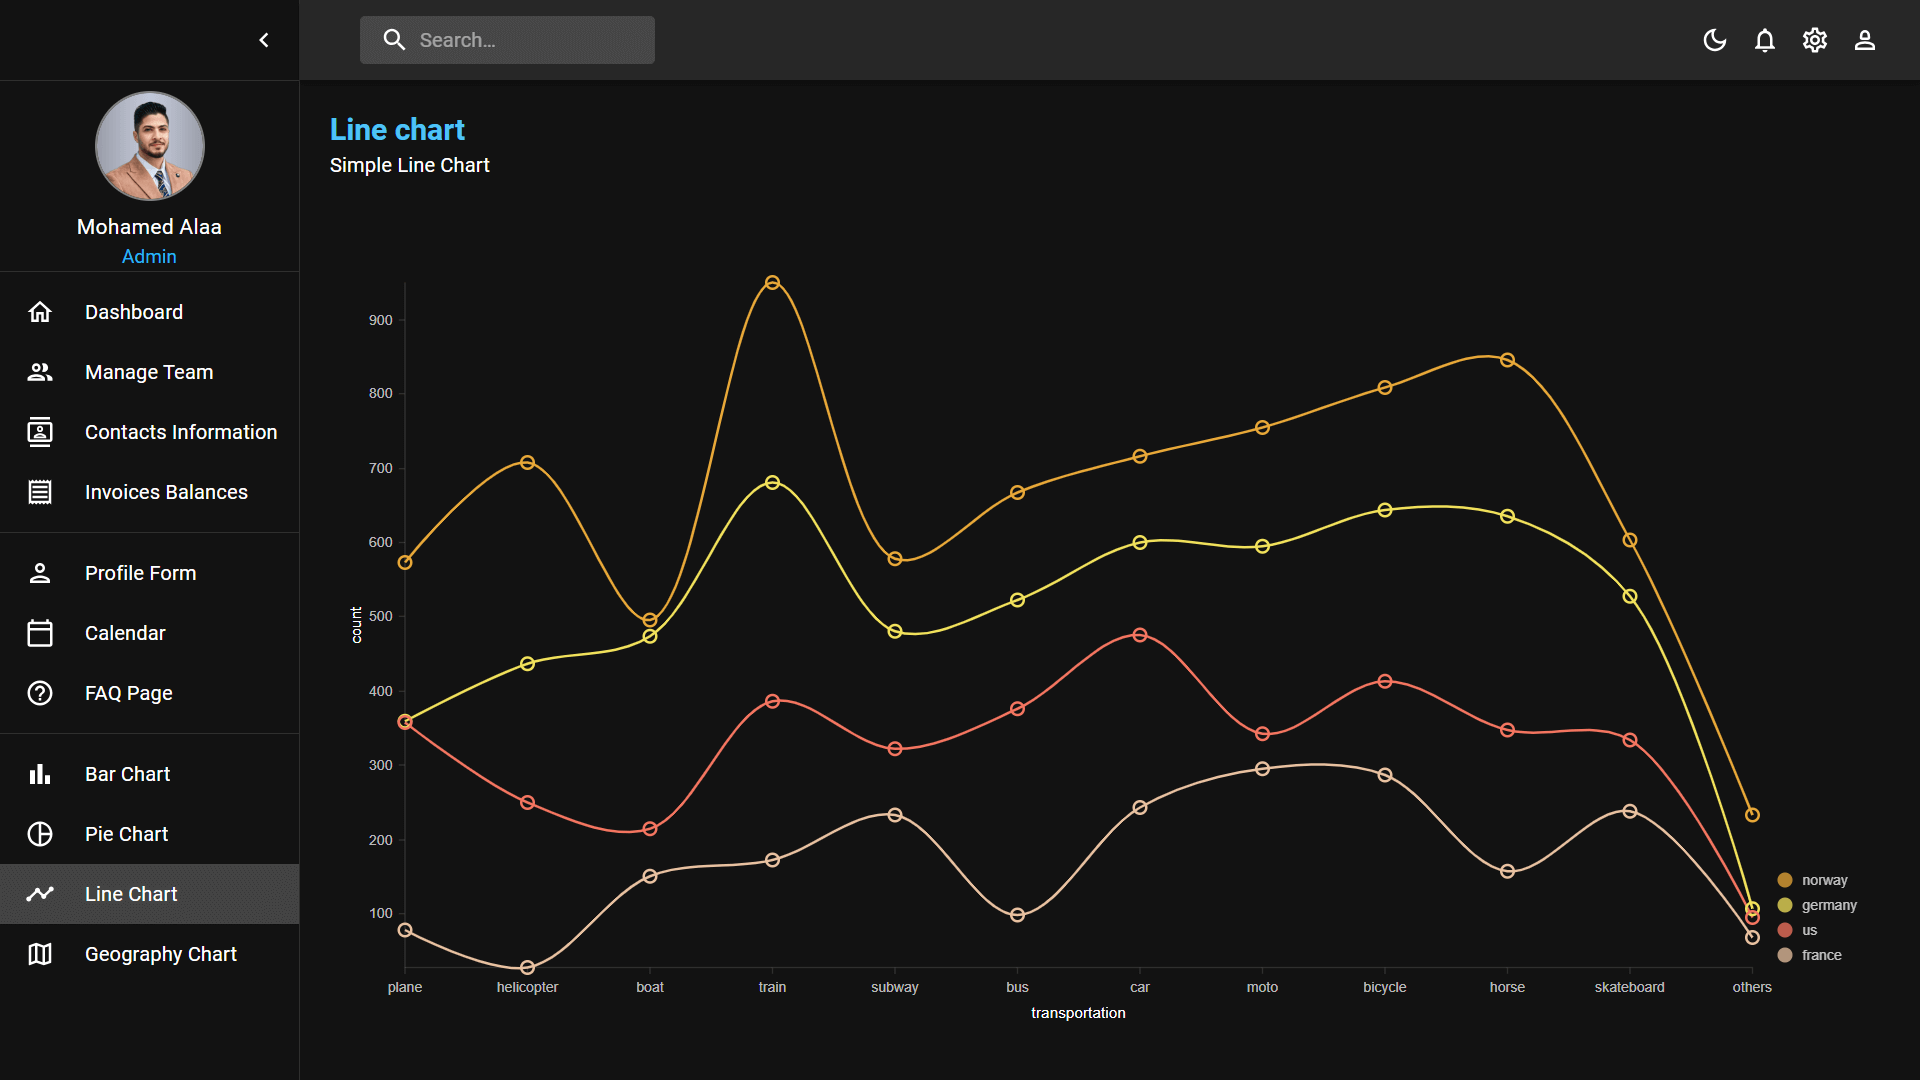 Search...
Mohamed Alaa
Admin
Dashboard
Manage Team
Contacts Information
Invoices Balances
Profile Form
Calendar
FAQ Page
Bar Chart
Pie Chart
Line Chart
Geography Chart
Line chart
Simple Line Chart
900
800
700
600
500
400
300
200
100
count
plane helicopter boat train subway bus car moto bicycle horse skateboard others
transportation
norway
germany
us
france